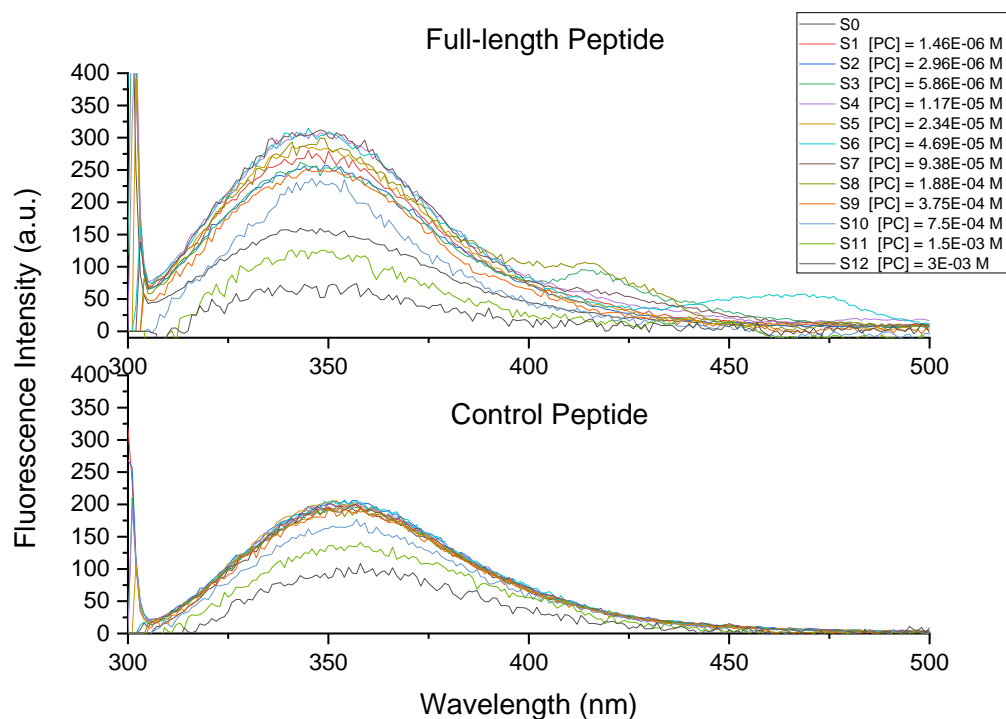 Full-length Peptide
S0
S1 [PC] = 1.46E-06 M
S2 [PC] = 2.96E-06 M
S3 [PC] = 5.86E-06 M
S4 [PC] = 1.17E-05 M
S5 [PC] = 2.34E-05 M
S6 [PC] = 4.69E-05 M
S7 [PC] = 9.38E-05 M
S8 [PC] = 1.88E-04 M
S9 [PC] = 3.75E-04 M
S10 [PC] = 7.5E-04 M
S11 [PC] = 1.5E-03 M
S12 [PC] = 3E-03 M
400
350
300
250
200
150
100
50
0
300
350
400
450
500
Control Peptide
400
350
300
250
200
150
100
50
0
300
350
400
450
500
Fluorescence Intensity (a.u.)
Wavelength (nm)